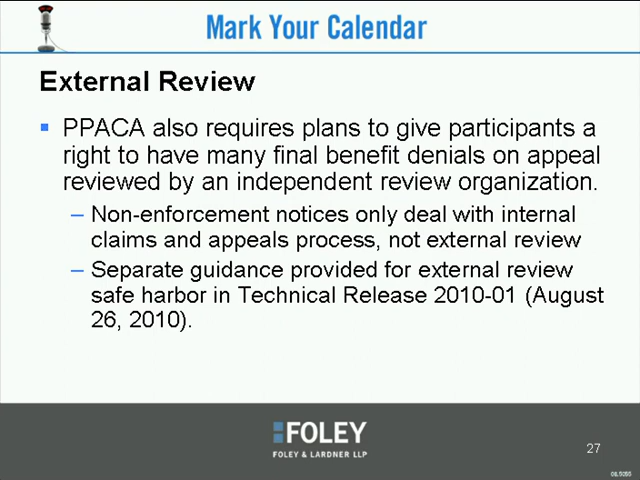 Mark Your Calendar
External Review
▪ PPACA also requires plans to give participants a
right to have many final benefit denials on appeal
reviewed by an independent review organization.
– Non-enforcement notices only deal with internal
claims and appeals process, not external review
– Separate guidance provided for external review
safe harbor in Technical Release 2010-01 (August
26, 2010).
FOLEY
FOLEY & LARDNER LLP
27